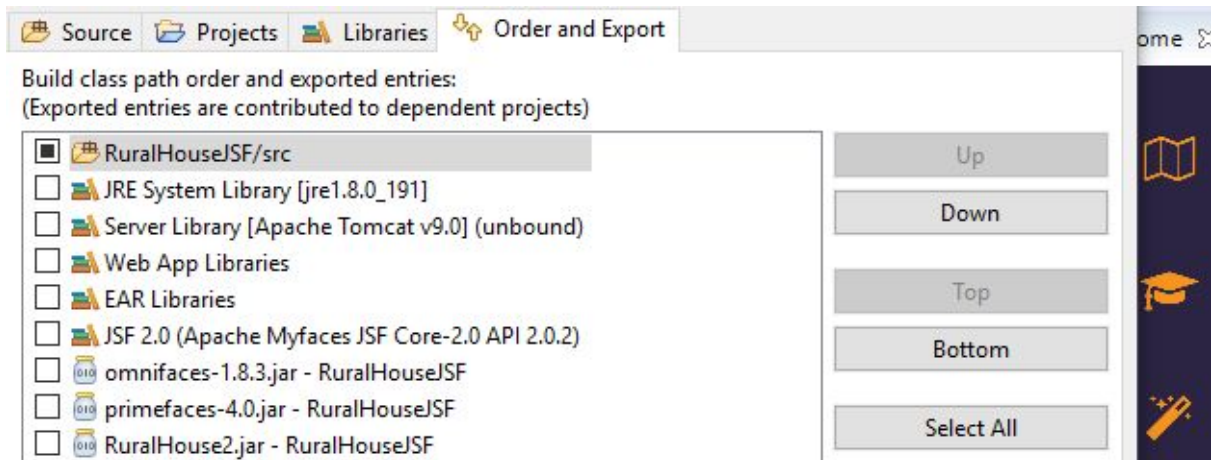 Source Projects Libraries Order and Export
ome
Build class path order and exported entries:
(Exported entries are contributed to dependent projects)
RuralHouseJSF/src
Up
JRE System Library [jre1.8.0_191]
Down
Server Library [Apache Tomcat v9.0] (unbound)
Web App Libraries
EAR Libraries
Top
JSF 2.0 (Apache Myfaces JSF Core-2.0 API 2.0.2)
Bottom
omnifaces-1.8.3.jar - RuralHouseJSF
primefaces-4.0.jar - RuralHouseJSF
Select All
RuralHouse2.jar - RuralHouseJSF